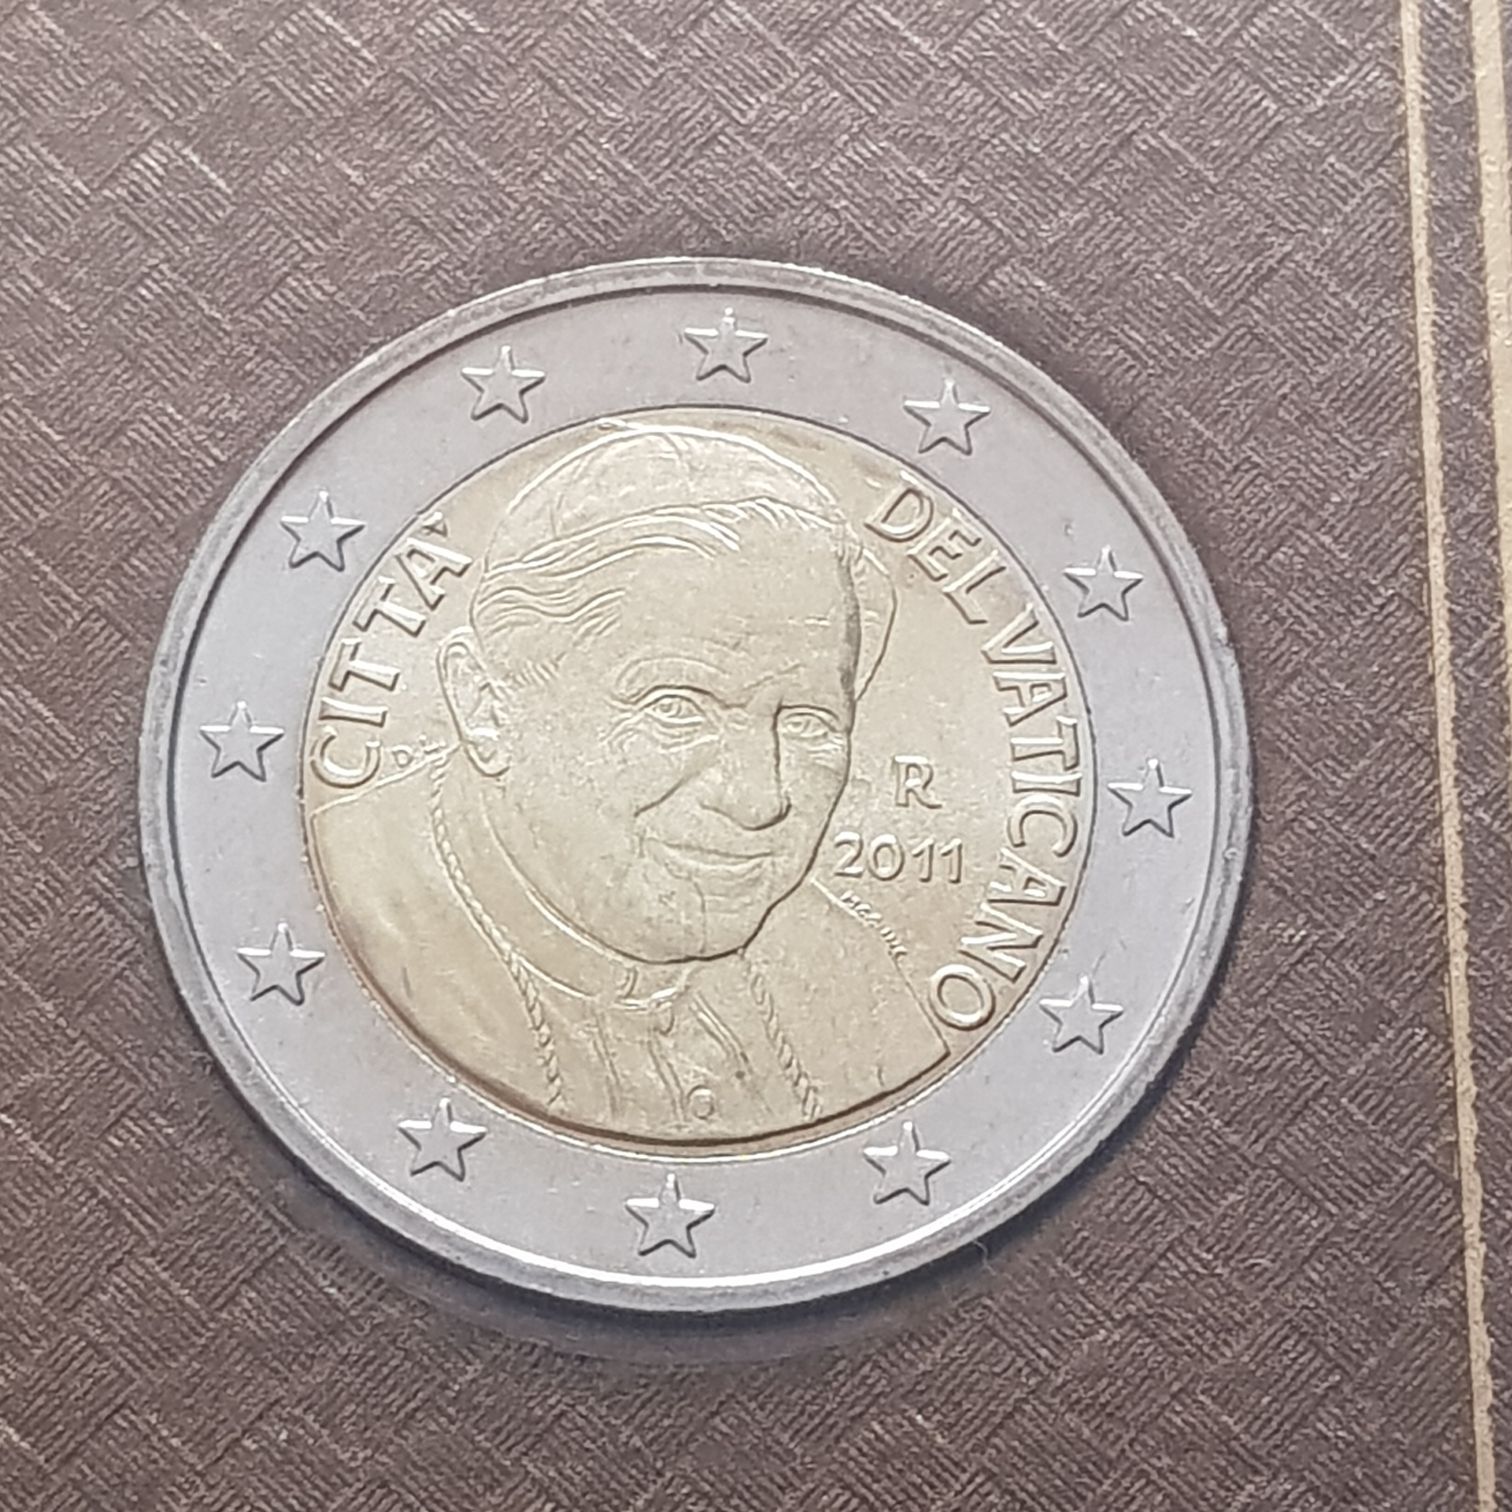 CITTA'
DEL VATICANO
R
2011